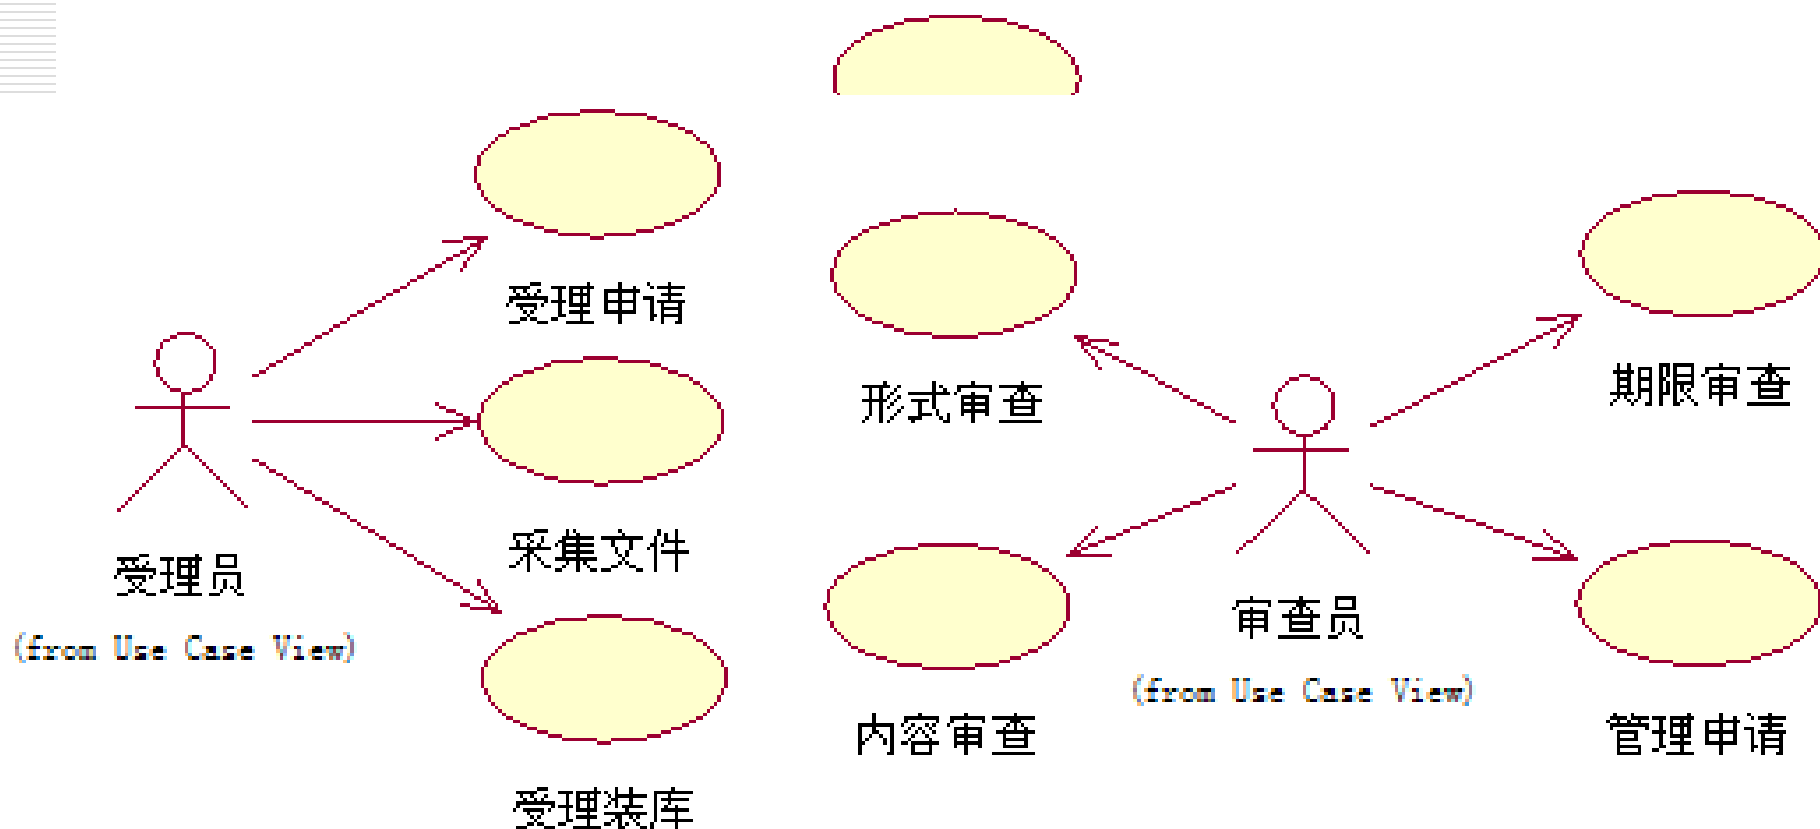 受理申请
期限审查
形式审查
采集文件
受理员
审查员
(from Use Case View)
(from Use Case View)
内容审查
管理申请
受理装库